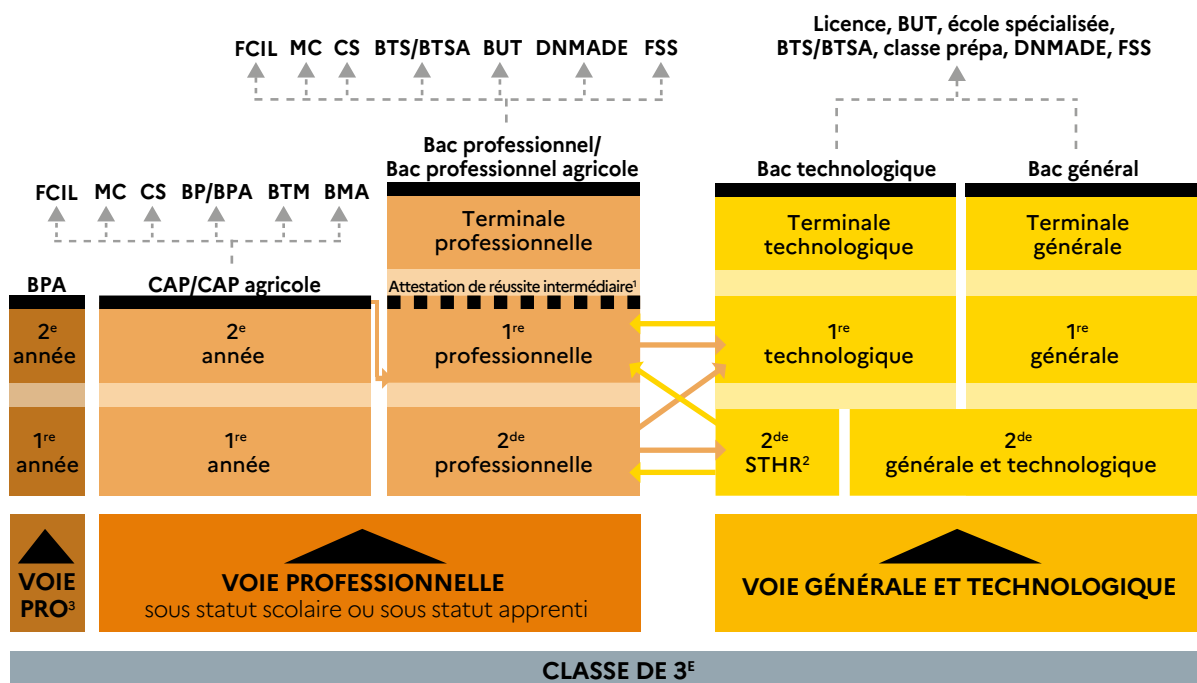 Licence, BUT, école spécialisée,
BTS/BTSA, classe prépa, DNMADE, FSS
FCIL MC CS BTS/BTSA BUT DNMADE FSS
Bac professionnel/
Bac professionnel agricole
Bac technologique
Bac général
FCIL MC CS BP/BPA BTM BMA
Terminale
professionnelle
Terminale
technologique
Terminale
générale
BPA
CAP/CAP agricole
Attestation de réussite intermédiaire¹
2ᵉ
année
2ᵉ
année
1ʳᵉ
professionnelle
1ʳᵉ
technologique
1ʳᵉ
générale
1ʳᵉ
année
1ʳᵉ
année
2ᵈᵉ
professionnelle
2ᵈᵉ
STHR²
2ᵈᵉ
générale et technologique
VOIE
PRO³
VOIE PROFESSIONNELLE
sous statut scolaire ou sous statut apprenti
VOIE GÉNÉRALE ET TECHNOLOGIQUE
CLASSE DE 3ᴱ